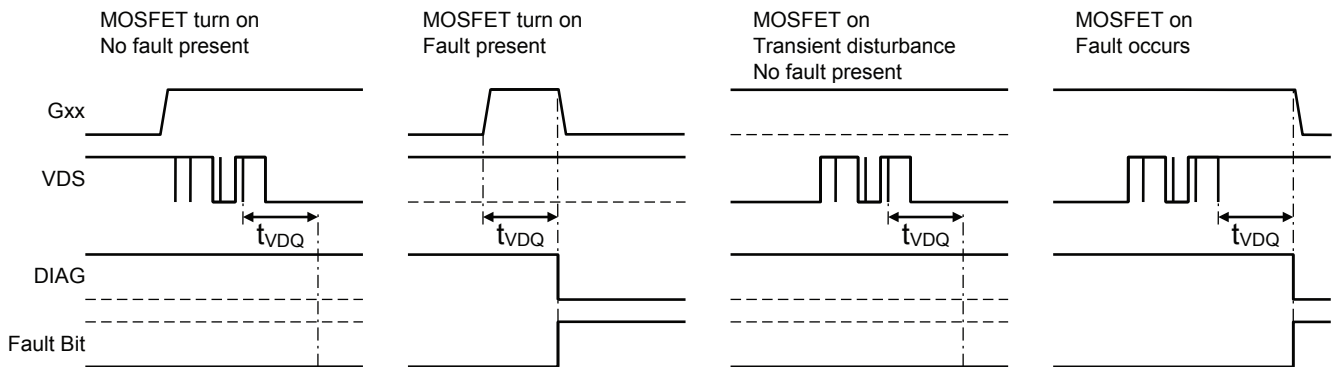 MOSFET turn on
No fault present
MOSFET turn on
Fault present
MOSFET on
Transient disturbance
No fault present
MOSFET on
Fault occurs
Gxx
VDS
tVDQ
tVDQ
tVDQ
tVDQ
DIAG
Fault Bit